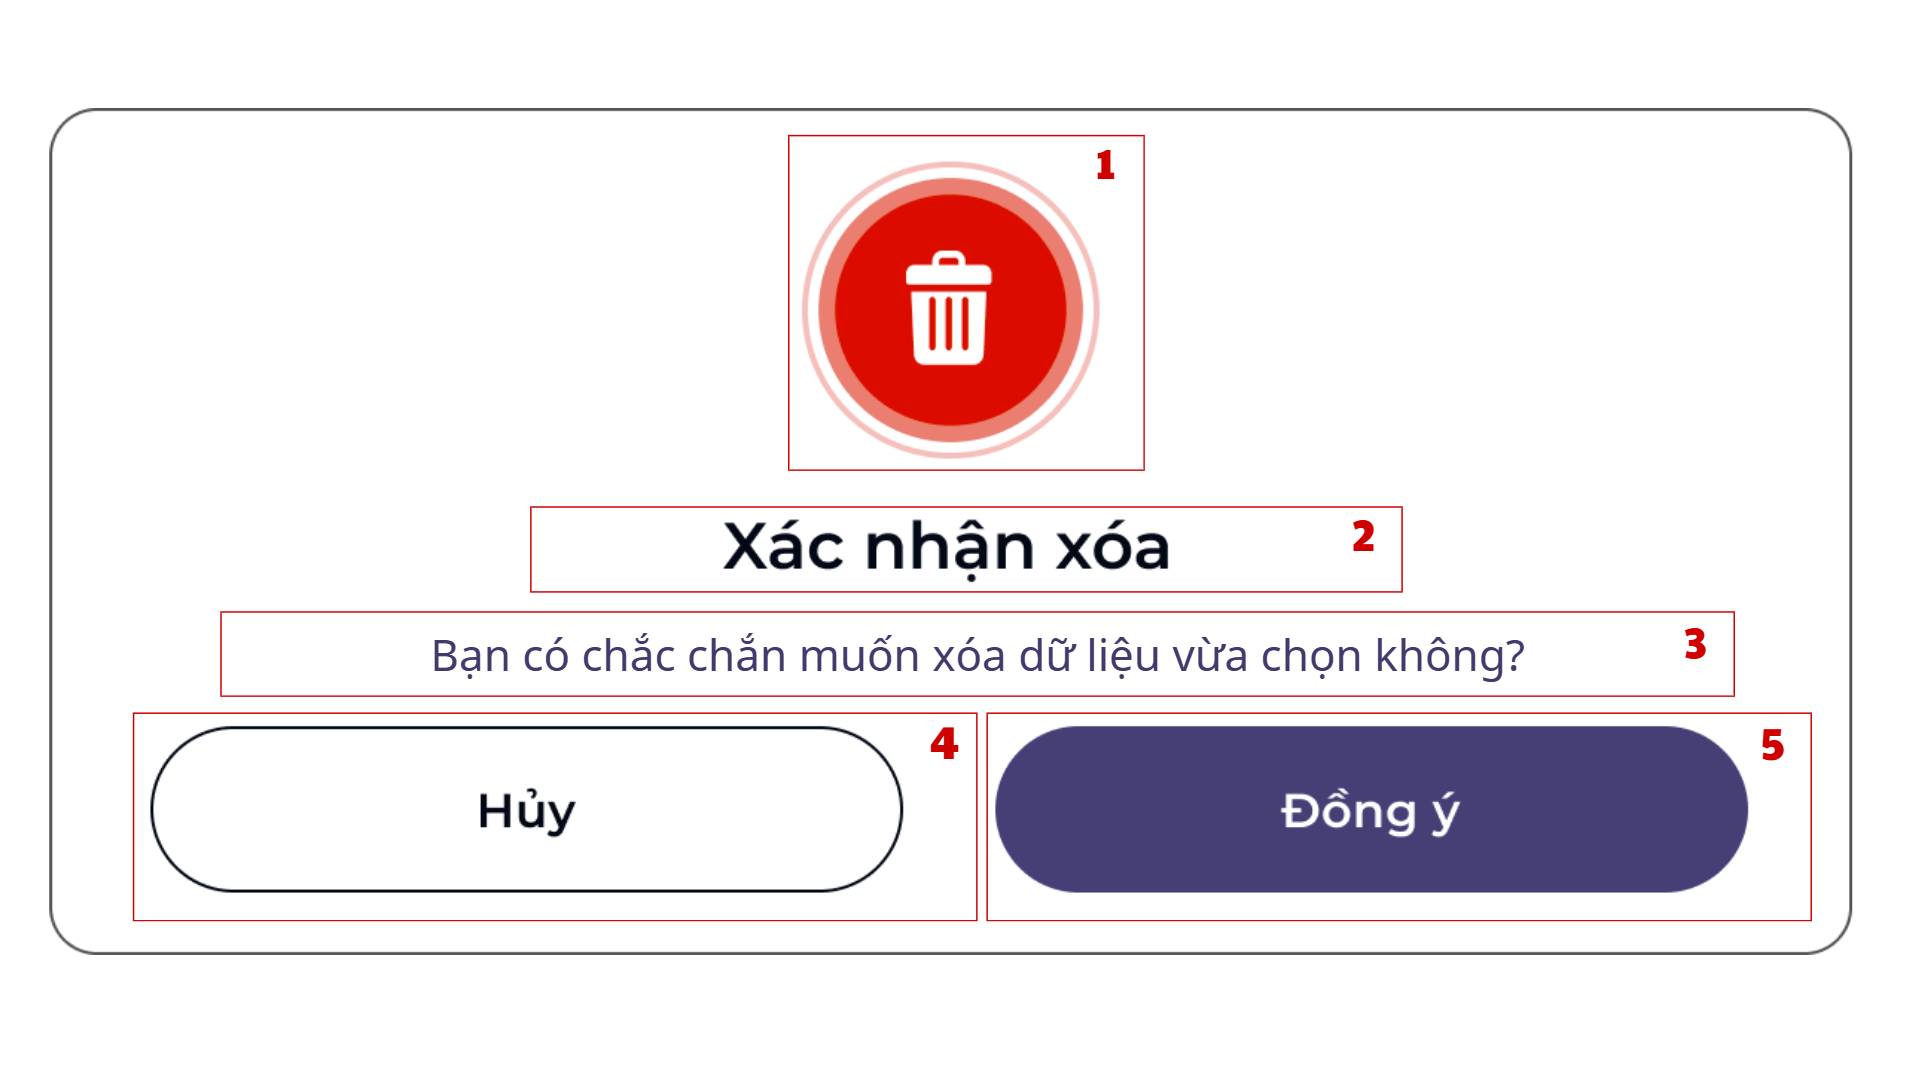 1
Xác nhận xóa 2
Bạn có chắc chắn muốn xóa dữ liệu vừa chọn không? 3
Hủy 4
Đồng ý 5